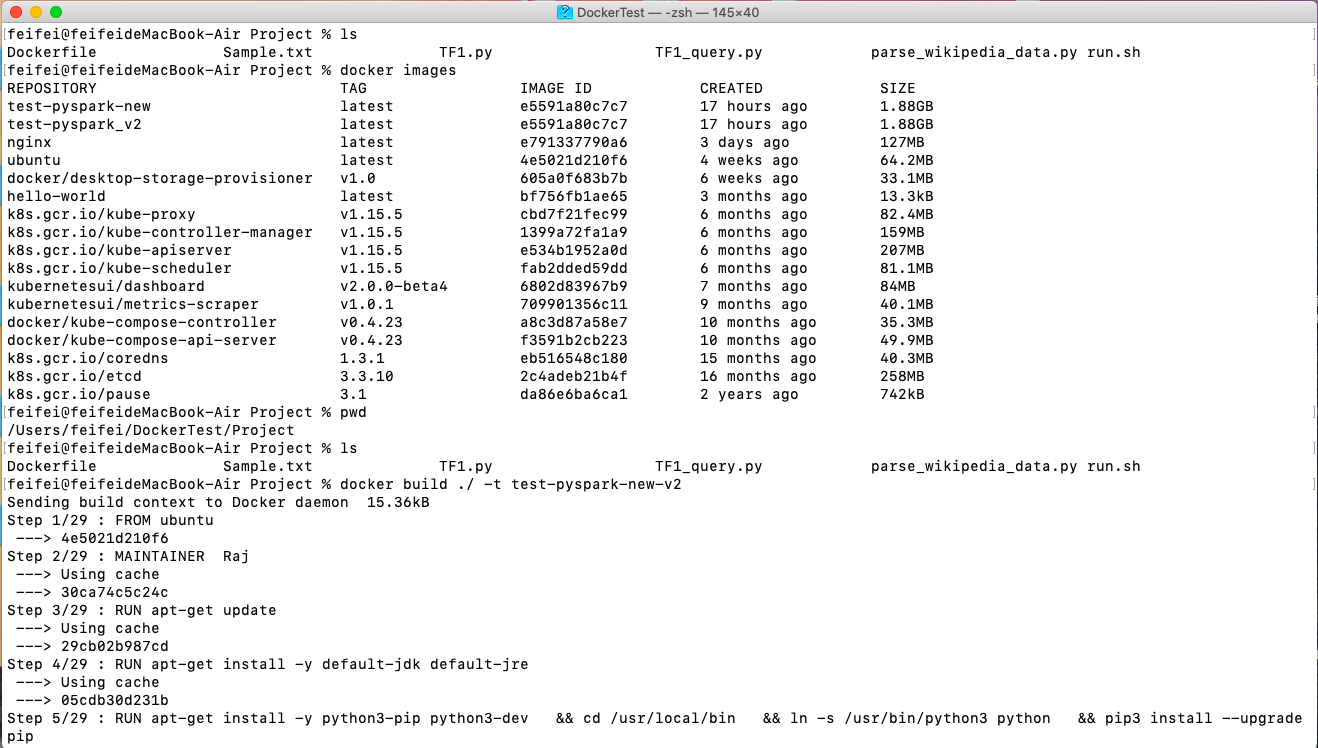 DockerTest — -zsh — 145×40
[feifei@feifeideMacBook-Air Project % ls ]
Dockerfile Sample.txt TF1.py TF1_query.py parse_wikipedia_data.py run.sh
[feifei@feifeideMacBook-Air Project % docker images ]
REPOSITORY TAG IMAGE ID CREATED SIZE
test-pyspark-new latest e5591a80c7c7 17 hours ago 1.88GB
test-pyspark_v2 latest e5591a80c7c7 17 hours ago 1.88GB
nginx latest e791337790a6 3 days ago 127MB
ubuntu latest 4e5021d210f6 4 weeks ago 64.2MB
docker/desktop-storage-provisioner v1.0 605a0f683b7b 6 weeks ago 33.1MB
hello-world latest bf756fb1ae65 3 months ago 13.3kB
k8s.gcr.io/kube-proxy v1.15.5 cbd7f21fec99 6 months ago 82.4MB
k8s.gcr.io/kube-controller-manager v1.15.5 1399a72fa1a9 6 months ago 159MB
k8s.gcr.io/kube-apiserver v1.15.5 e534b1952a0d 6 months ago 207MB
k8s.gcr.io/kube-scheduler v1.15.5 fab2dded59dd 6 months ago 81.1MB
kubernetesui/dashboard v2.0.0-beta4 6802d83967b9 7 months ago 84MB
kubernetesui/metrics-scraper v1.0.1 709901356c11 9 months ago 40.1MB
docker/kube-compose-controller v0.4.23 a8c3d87a58e7 10 months ago 35.3MB
docker/kube-compose-api-server v0.4.23 f3591b2cb223 10 months ago 49.9MB
k8s.gcr.io/coredns 1.3.1 eb516548c180 15 months ago 40.3MB
k8s.gcr.io/etcd 3.3.10 2c4adeb21b4f 16 months ago 258MB
k8s.gcr.io/pause 3.1 da86e6ba6ca1 2 years ago 742kB
[feifei@feifeideMacBook-Air Project % pwd ]
/Users/feifei/DockerTest/Project
[feifei@feifeideMacBook-Air Project % ls ]
Dockerfile Sample.txt TF1.py TF1_query.py parse_wikipedia_data.py run.sh
[feifei@feifeideMacBook-Air Project % docker build ./ -t test-pyspark-new-v2 ]
Sending build context to Docker daemon  15.36kB
Step 1/29 : FROM ubuntu
 ---> 4e5021d210f6
Step 2/29 : MAINTAINER  Raj
 ---> Using cache
 ---> 30ca74c5c24c
Step 3/29 : RUN apt-get update
 ---> Using cache
 ---> 29cb02b987cd
Step 4/29 : RUN apt-get install -y default-jdk default-jre
 ---> Using cache
 ---> 05cdb30d231b
Step 5/29 : RUN apt-get install -y python3-pip python3-dev   && cd /usr/local/bin   && ln -s /usr/bin/python3 python   && pip3 install --upgrade
pip